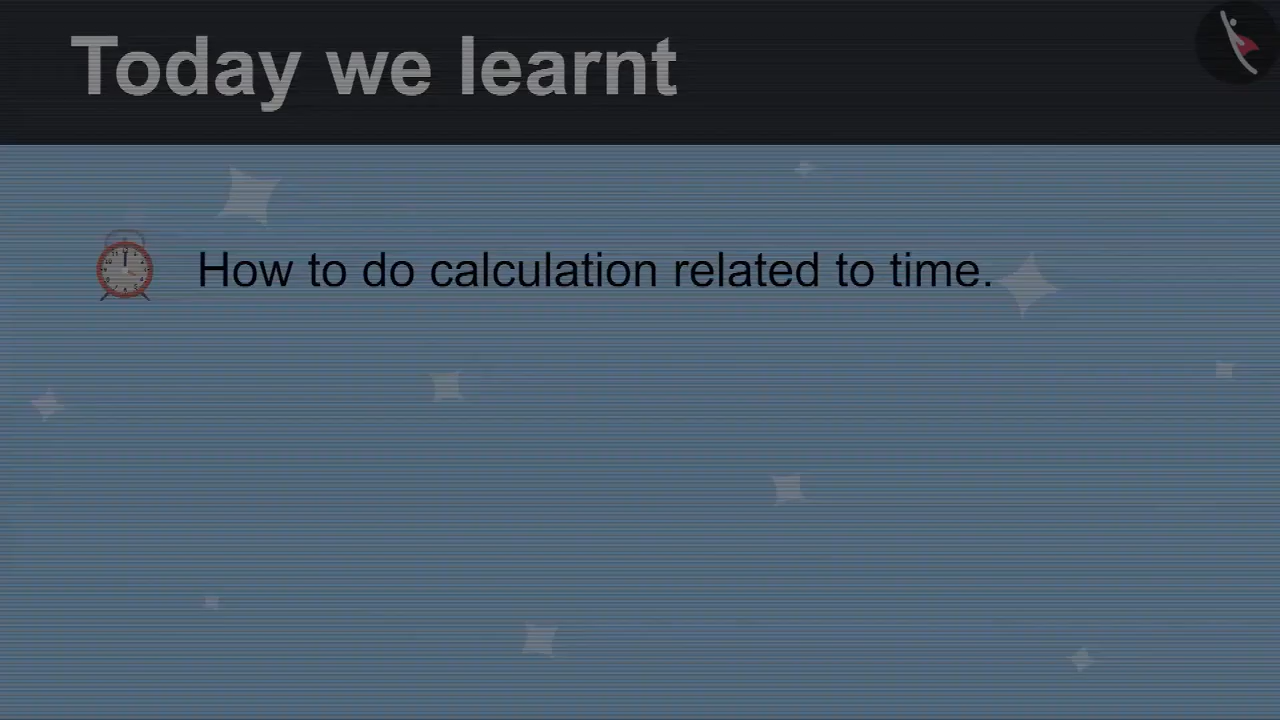 Today we learnt
How to do calculation related to time.